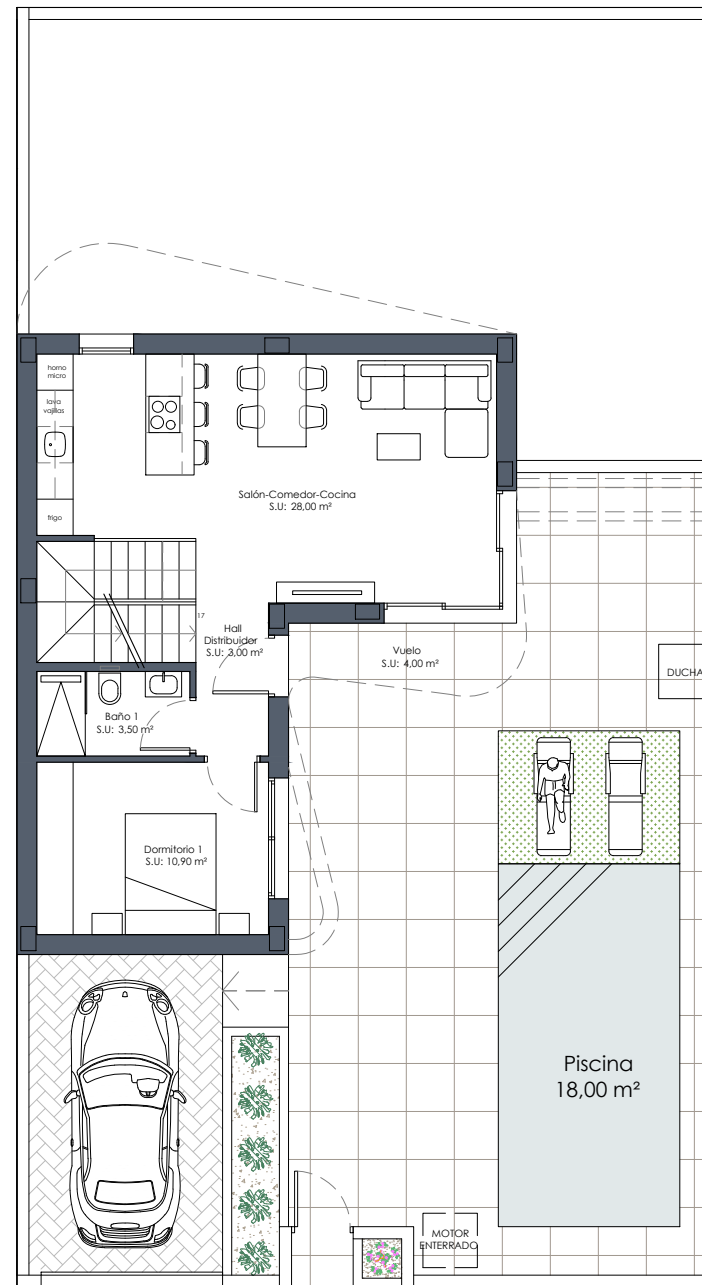 horno
micro
lava
vajillas
frigo
Salón-Comedor-Cocina
S.U: 28,00 m²
17
Hall
Distribuidor
S.U: 3,00 m²
Vuelo
S.U: 4,00 m²
DUCHA
Baño 1
S.U: 3,50 m²
Dormitorio 1
S.U: 10,90 m²
Piscina
18,00 m²
MOTOR
ENTERRADO